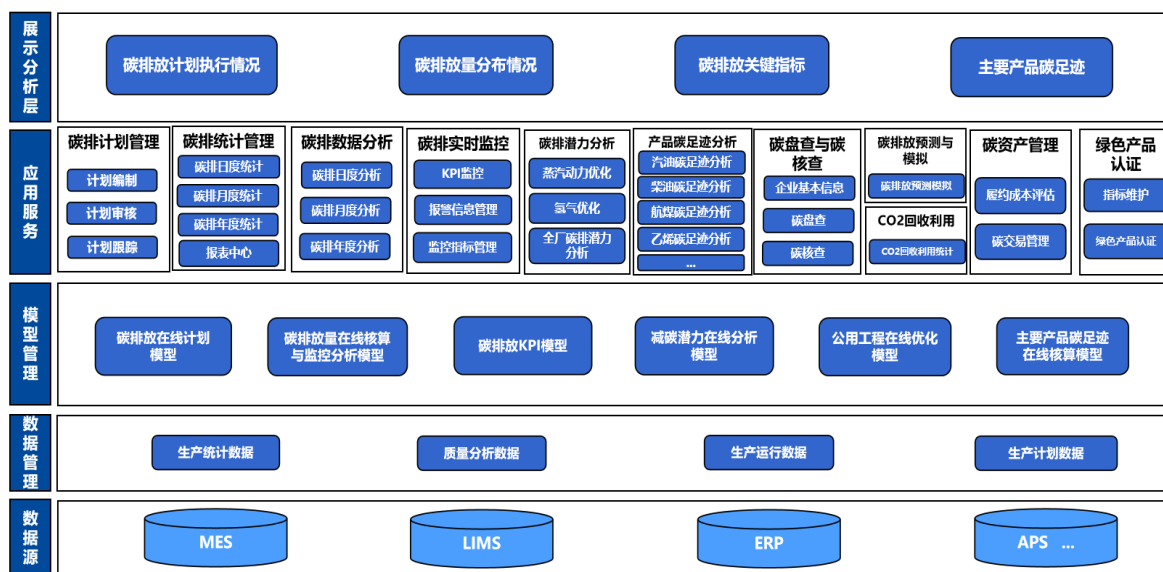 展示分析层
碳排放计划执行情况
碳排放量分布情况
碳排放关键指标
主要产品碳足迹
应用服务
碳排计划管理
计划编制
计划审核
计划跟踪
碳排统计管理
碳排日度统计
碳排月度统计
碳排年度统计
报表中心
碳排数据分析
碳排日度分析
碳排月度分析
碳排年度分析
碳排实时监控
KPI监控
报警信息管理
监控指标管理
碳排潜力分析
蒸汽动力优化
氢气优化
全厂碳排潜力
分析
产品碳足迹分析
汽油碳足迹分析
柴油碳足迹分析
航煤碳足迹分析
乙烯碳足迹分析
...
碳盘查与碳
核查
企业基本信息
碳盘查
碳核查
碳排放预测与
模拟
碳排放预测模拟
CO2回收利用
CO2回收利用统计
碳资产管理
履约成本评估
碳交易管理
绿色产品
认证
指标维护
绿色产品认证
模型管理
碳排放在线计划
模型
碳排放量在线核算
与监控分析模型
碳排放KPI模型
减碳潜力在线分析
模型
公用工程在线优化
模型
主要产品碳足迹
在线核算模型
数据管理
生产统计数据
质量分析数据
生产运行数据
生产计划数据
数据源
MES
LIMS
ERP
APS ...